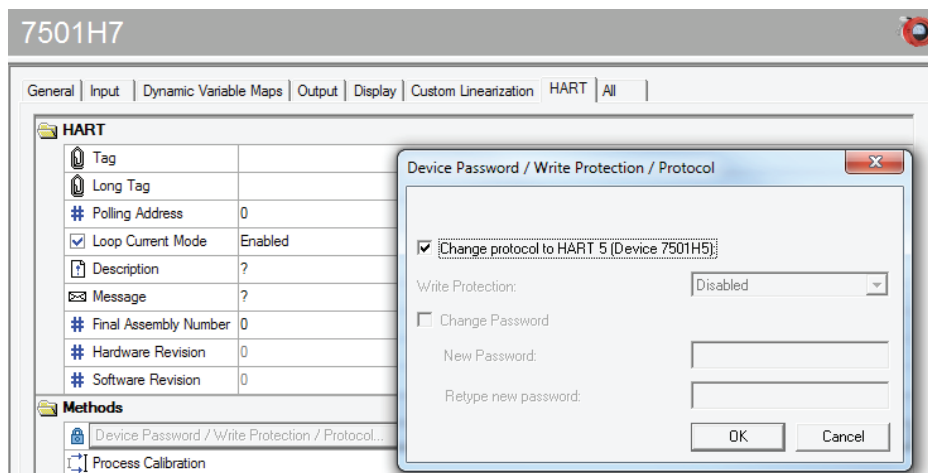 7501H7
General Input Dynamic Variable Maps Output Display Custom Linearization HART All
HART
Tag
Long Tag
# Polling Address 0
Loop Current Mode Enabled
Description ?
Message ?
# Final Assembly Number 0
# Hardware Revision 0
# Software Revision 0
Methods
Device Password / Write Protection / Protocol...
Process Calibration
Device Password / Write Protection / Protocol
Change protocol to HART 5 (Device 7501H5):
Write Protection: Disabled
Change Password
New Password:
Retype new password:
OK Cancel